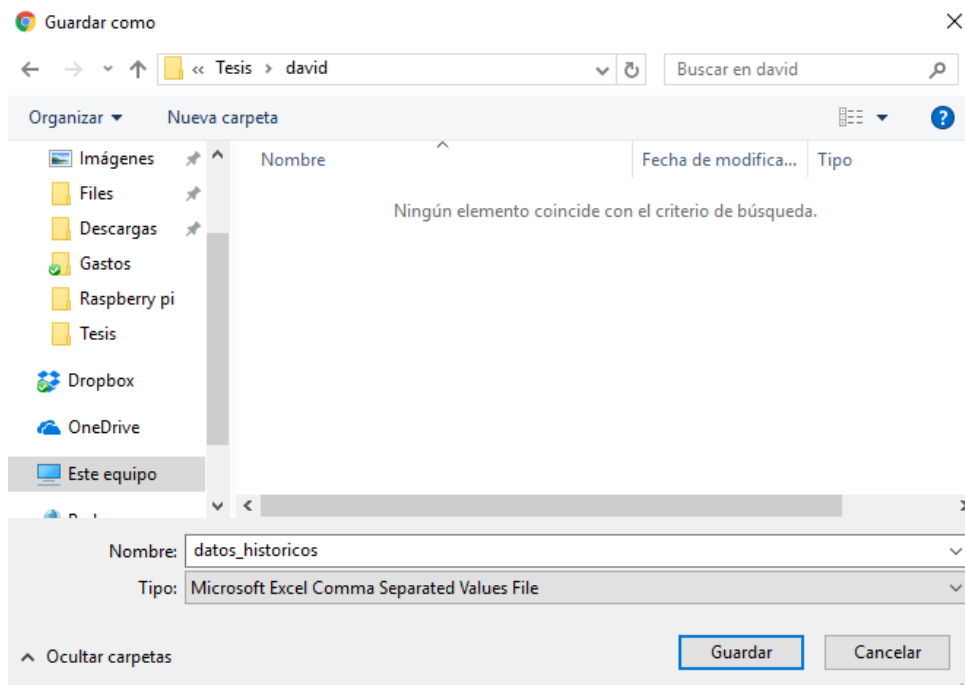 Guardar como
« Tesis > david
Buscar en david
Organizar
Nueva carpeta
Imágenes
Files
Descargas
Gastos
Raspberry pi
Tesis
Dropbox
OneDrive
Este equipo
Nombre
Fecha de modifica...
Tipo
Ningún elemento coincide con el criterio de búsqueda.
Nombre: datos_historicos
Tipo: Microsoft Excel Comma Separated Values File
Ocultar carpetas
Guardar
Cancelar